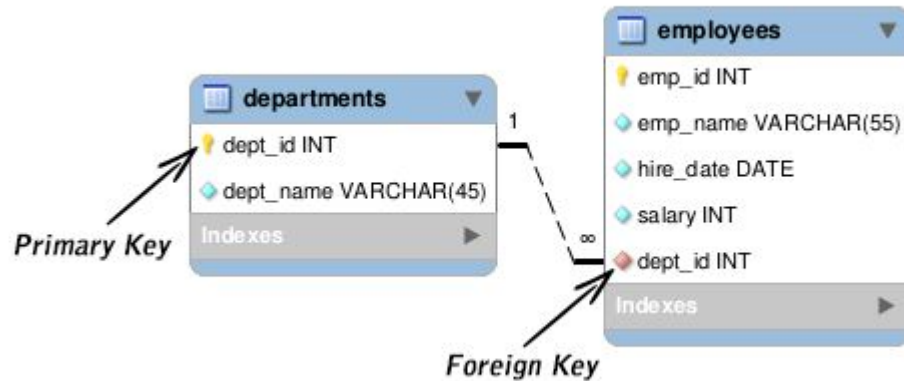 departments
dept_id INT
dept_name VARCHAR(45)
Indexes
Primary Key
1
∞
employees
emp_id INT
emp_name VARCHAR(55)
hire_date DATE
salary INT
dept_id INT
Indexes
Foreign Key